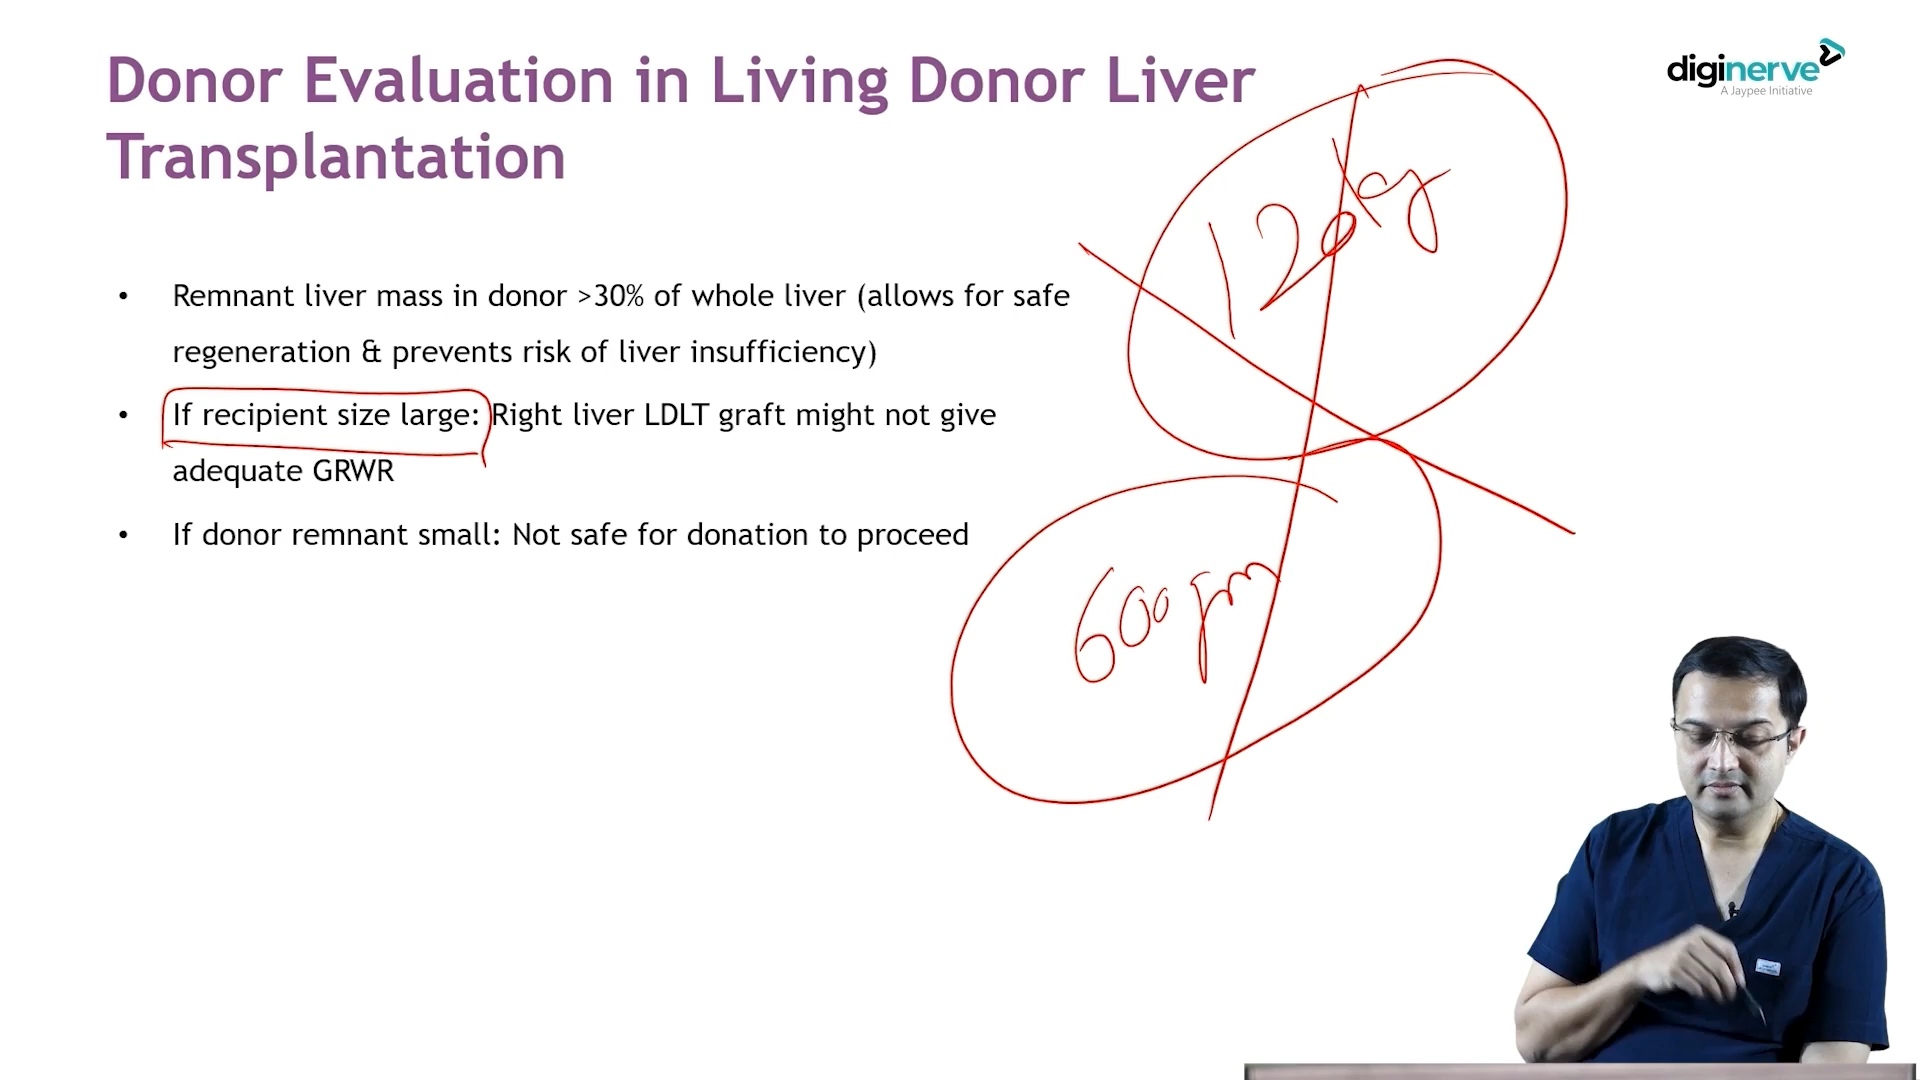 Donor Evaluation in Living Donor Liver
Transplantation
diginerve
A Jaypee Initiative
• Remnant liver mass in donor >30% of whole liver (allows for safe
regeneration & prevents risk of liver insufficiency)
• If recipient size large: Right liver LDLT graft might not give
adequate GRWR
• If donor remnant small: Not safe for donation to proceed
120kg
600gm